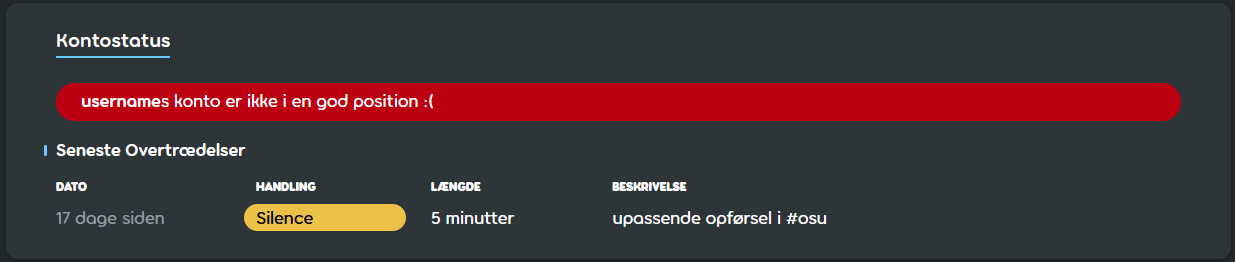 Kontostatus
usernames konto er ikke i en god position :(
Seneste Overtrædelser
DATO HANDLING LÆNGDE BESKRIVELSE
17 dage siden Silence 5 minutter upassende opførsel i #osu